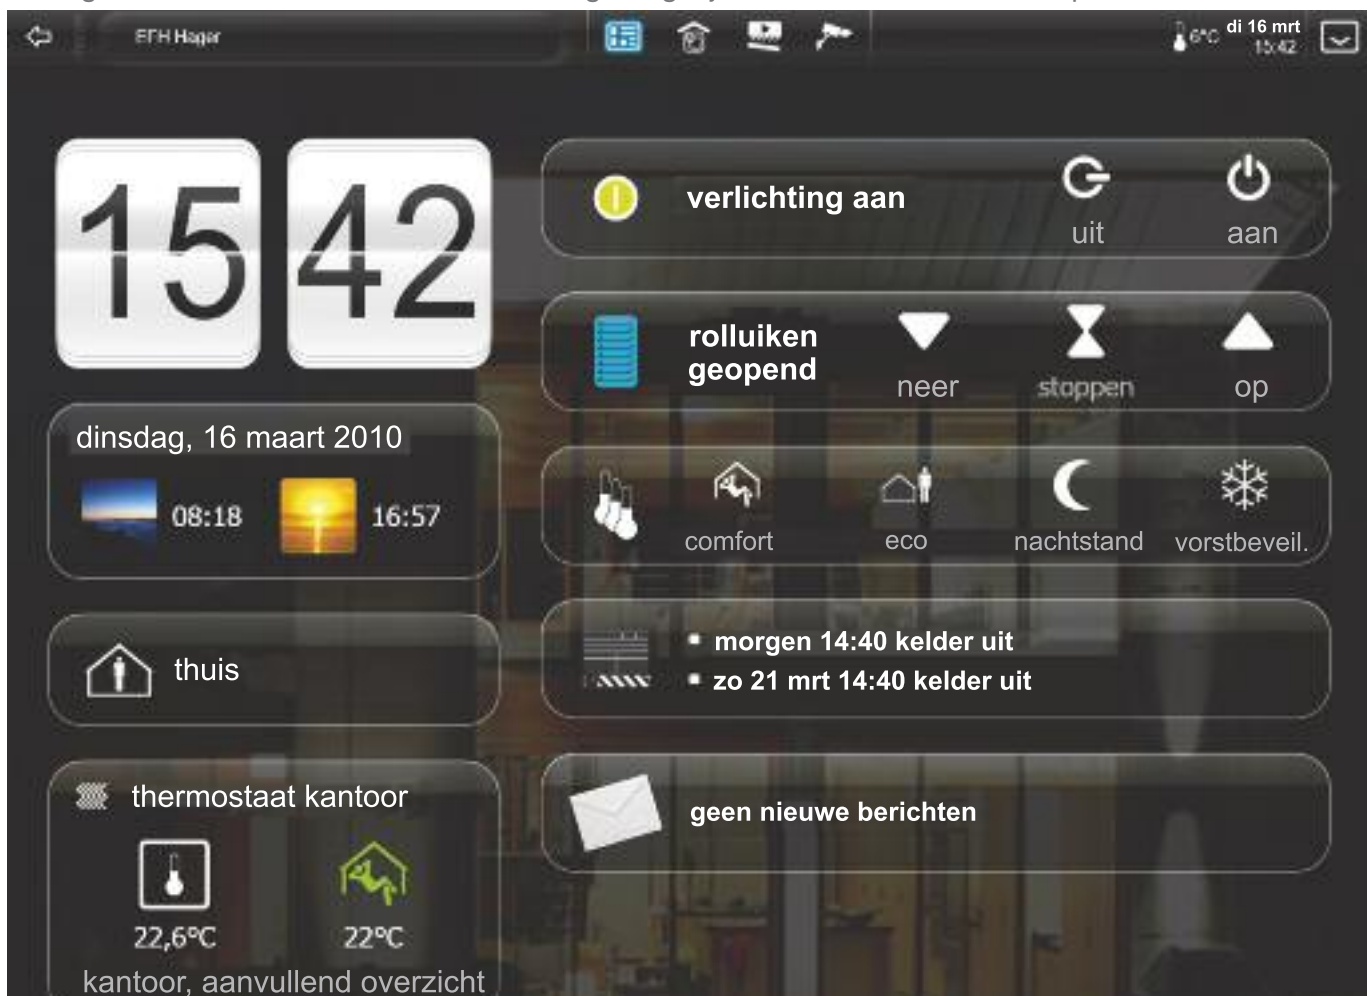 EFH Hager
6°C di 16 mrt
15:42
15 42
verlichting aan
uit
aan
rolluiken
geopend
neer
stoppen
op
dinsdag, 16 maart 2010
08:18
16:57
comfort
eco
nachtstand
vorstbeveil.
thuis
morgen 14:40 kelder uit
zo 21 mrt 14:40 kelder uit
thermostaat kantoor
22,6°C
22°C
kantoor, aanvullend overzicht
geen nieuwe berichten